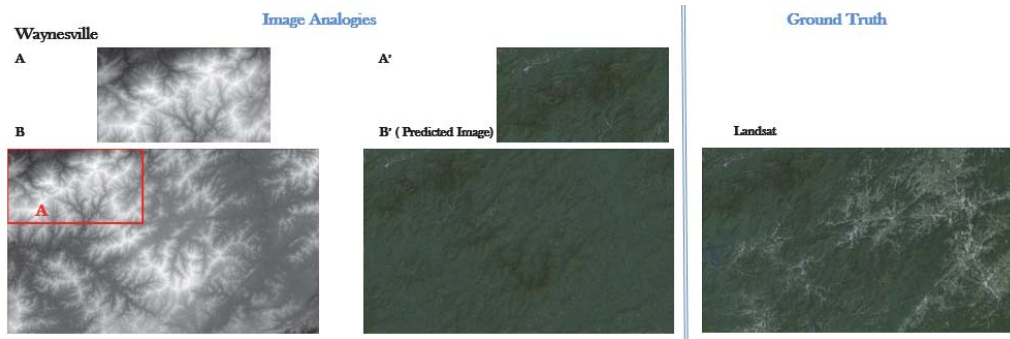 Image Analogies
Ground Truth
Waynesville
A
A'
B
B' ( Predicted Image)
Landsat
A